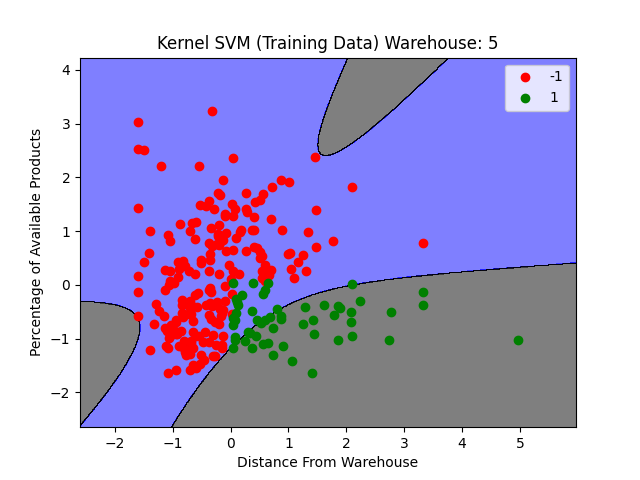 Kernel SVM (Training Data) Warehouse: 5
-1
1
Percentage of Available Products
4
3
2
1
0
−1
−2
−2 −1 0 1 2 3 4 5
Distance From Warehouse